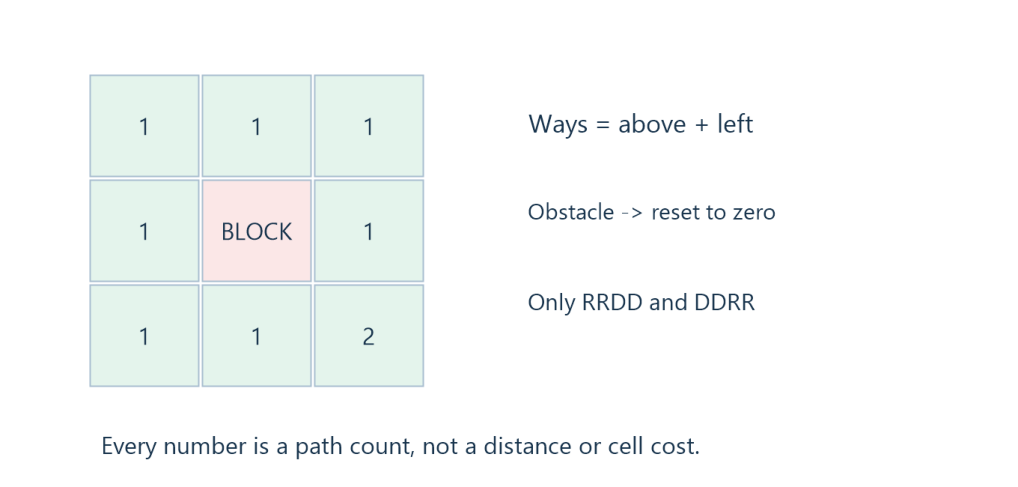 1 1 1
Ways = above + left
1 BLOCK 1
Obstacle -> reset to zero
Only RRDD and DDRR
1 1 2
Every number is a path count, not a distance or cell cost.